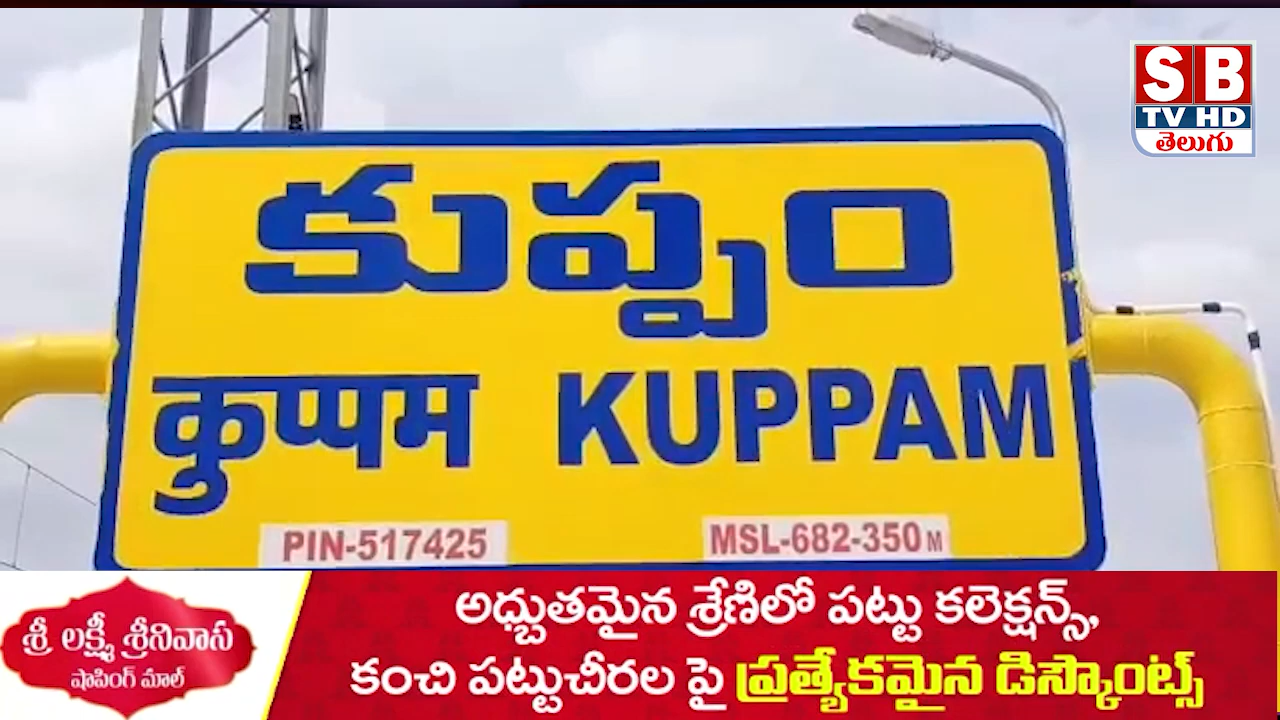 SB
TV HD
తెలుగు
కుప్పం
कुप्पम KUPPAM
PIN-517425 MSL-682-350M
శ్రీ లక్ష్మీ శ్రీనివాస
షాపింగ్ మాల్
అద్భుతమైన శ్రేణిలో పట్టు కలెక్షన్స్,
కంచి పట్టుచీరల పై ప్రత్యేకమైన డిస్కౌంట్స్